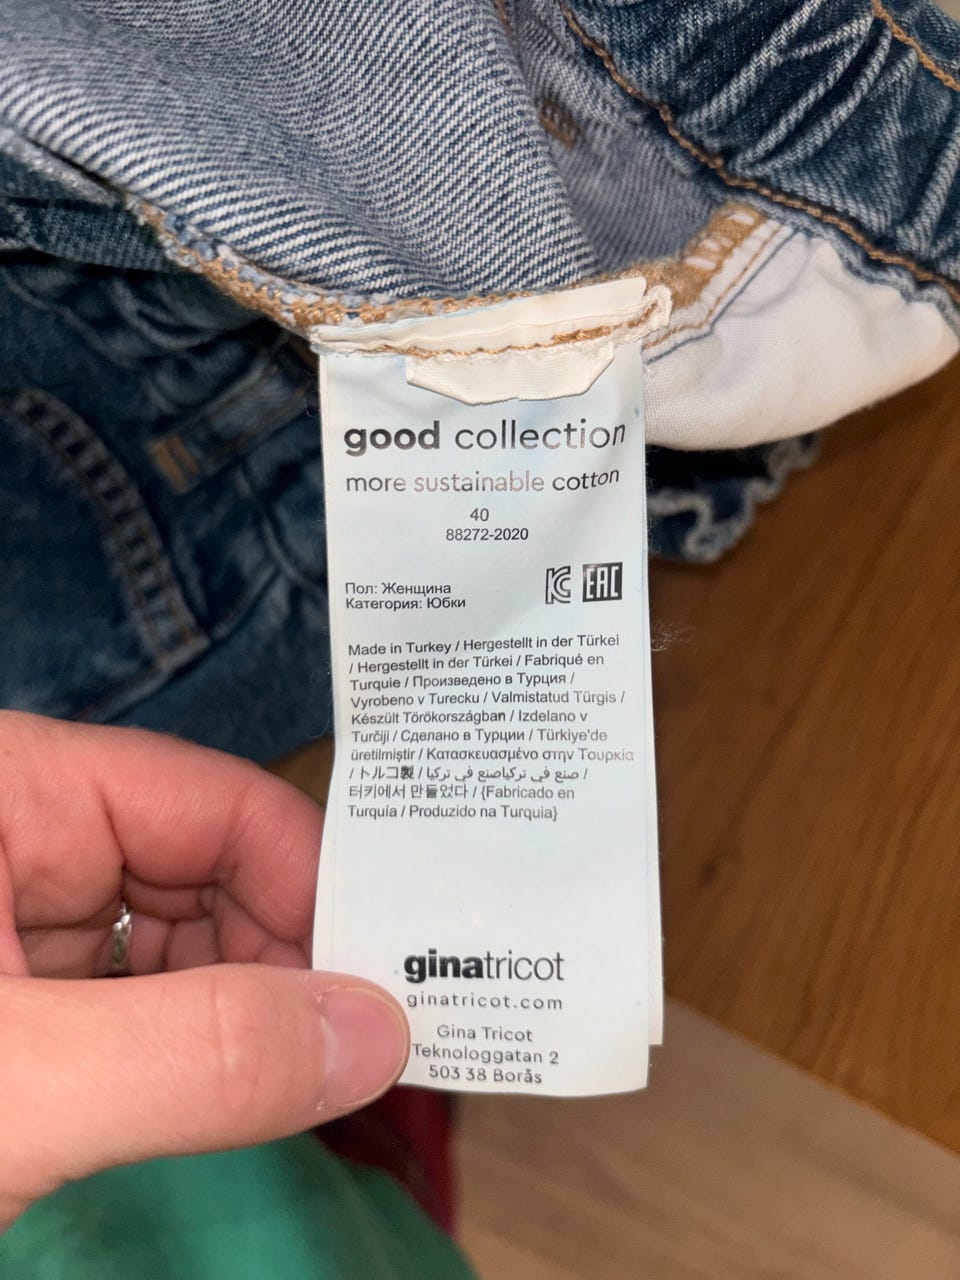 good collection
more sustainable cotton
40
88272-2020
Пол: Женщина
Категория: Юбки
EAC
Made in Turkey / Hergestellt in der Türkei
/ Hergestellt in der Türkei / Fabriqué en
Turquie / Произведено в Турция /
Vyrobeno v Turecku / Valmistatud Türgis /
Készült Törökországban / Izdelano v
Turčiji / Сделано в Турции / Türkiye'de
üretilmiştir / Κατασκευασμένο στην Τουρκία
/ トルコ製 / صنع في تركياصنع في تركيا /
터키에서 만들었다 / {Fabricado en
Turquía / Produzido na Turquia}
ginatricot
ginatricot.com
Gina Tricot
Teknologgatan 2
503 38 Borås